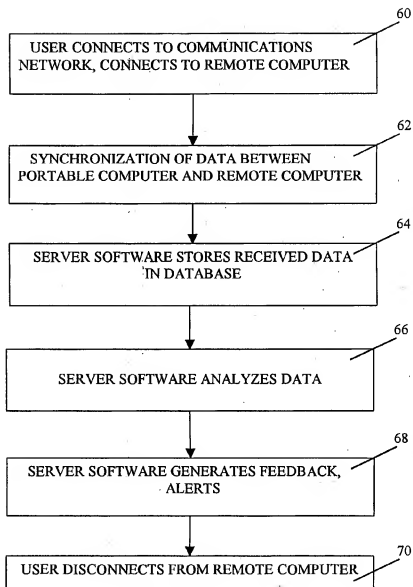 60
USER CONNECTS TO COMMUNICATIONS
NETWORK, CONNECTS TO REMOTE COMPUTER
62
SYNCHRONIZATION OF DATA BETWEEN
PORTABLE COMPUTER AND REMOTE COMPUTER
64
SERVER SOFTWARE STORES RECEIVED DATA
IN DATABASE
66
SERVER SOFTWARE ANALYZES DATA
68
SERVER SOFTWARE GENERATES FEEDBACK,
ALERTS
70
USER DISCONNECTS FROM REMOTE COMPUTER